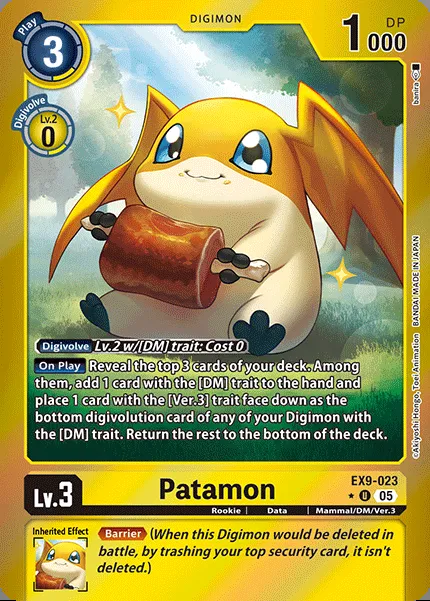 Play
3
DIGIMON
DP
1000
Digivolve
Lv.2
0
banira
Digivolve Lv.2 w/[DM] trait: Cost 0
On Play Reveal the top 3 cards of your deck. Among
them, add 1 card with the [DM] trait to the hand and
place 1 card with the [Ver.3] trait face down as the
bottom digivolution card of any of your Digimon with
the [DM] trait. Return the rest to the bottom of the deck.
©Akiyoshi Hongo, Toei Animation BANDAI MADE IN JAPAN
Lv.3
Patamon
EX9-023
U 05
Rookie | Data | Mammal/DM/Ver.3
Inherited Effect
Barrier (When this Digimon would be deleted in
battle, by trashing your top security card, it isn't
deleted.)